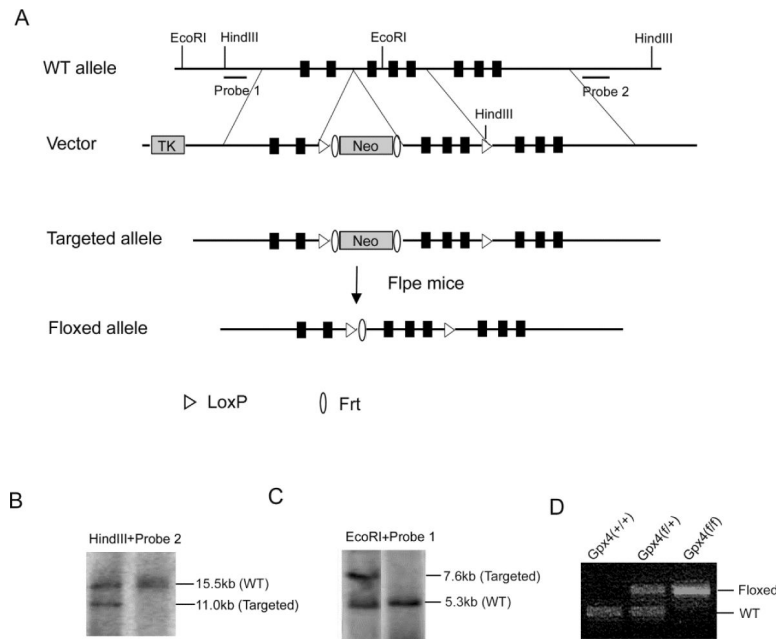 A
EcoRI
HindIII
EcoRI
HindIII
WT allele
Probe 1
Probe 2
HindIII
Vector
TK
Neo
Targeted allele
Neo
Flpe mice
Floxed allele
LoxP
Frt
B
HindIII+Probe 2
15.5kb (WT)
11.0kb (Targeted)
C
EcoRI+Probe 1
7.6kb (Targeted)
5.3kb (WT)
D
Gpx4(+/+)
Gpx4(f/+)
Gpx4(f/f)
Floxed
WT